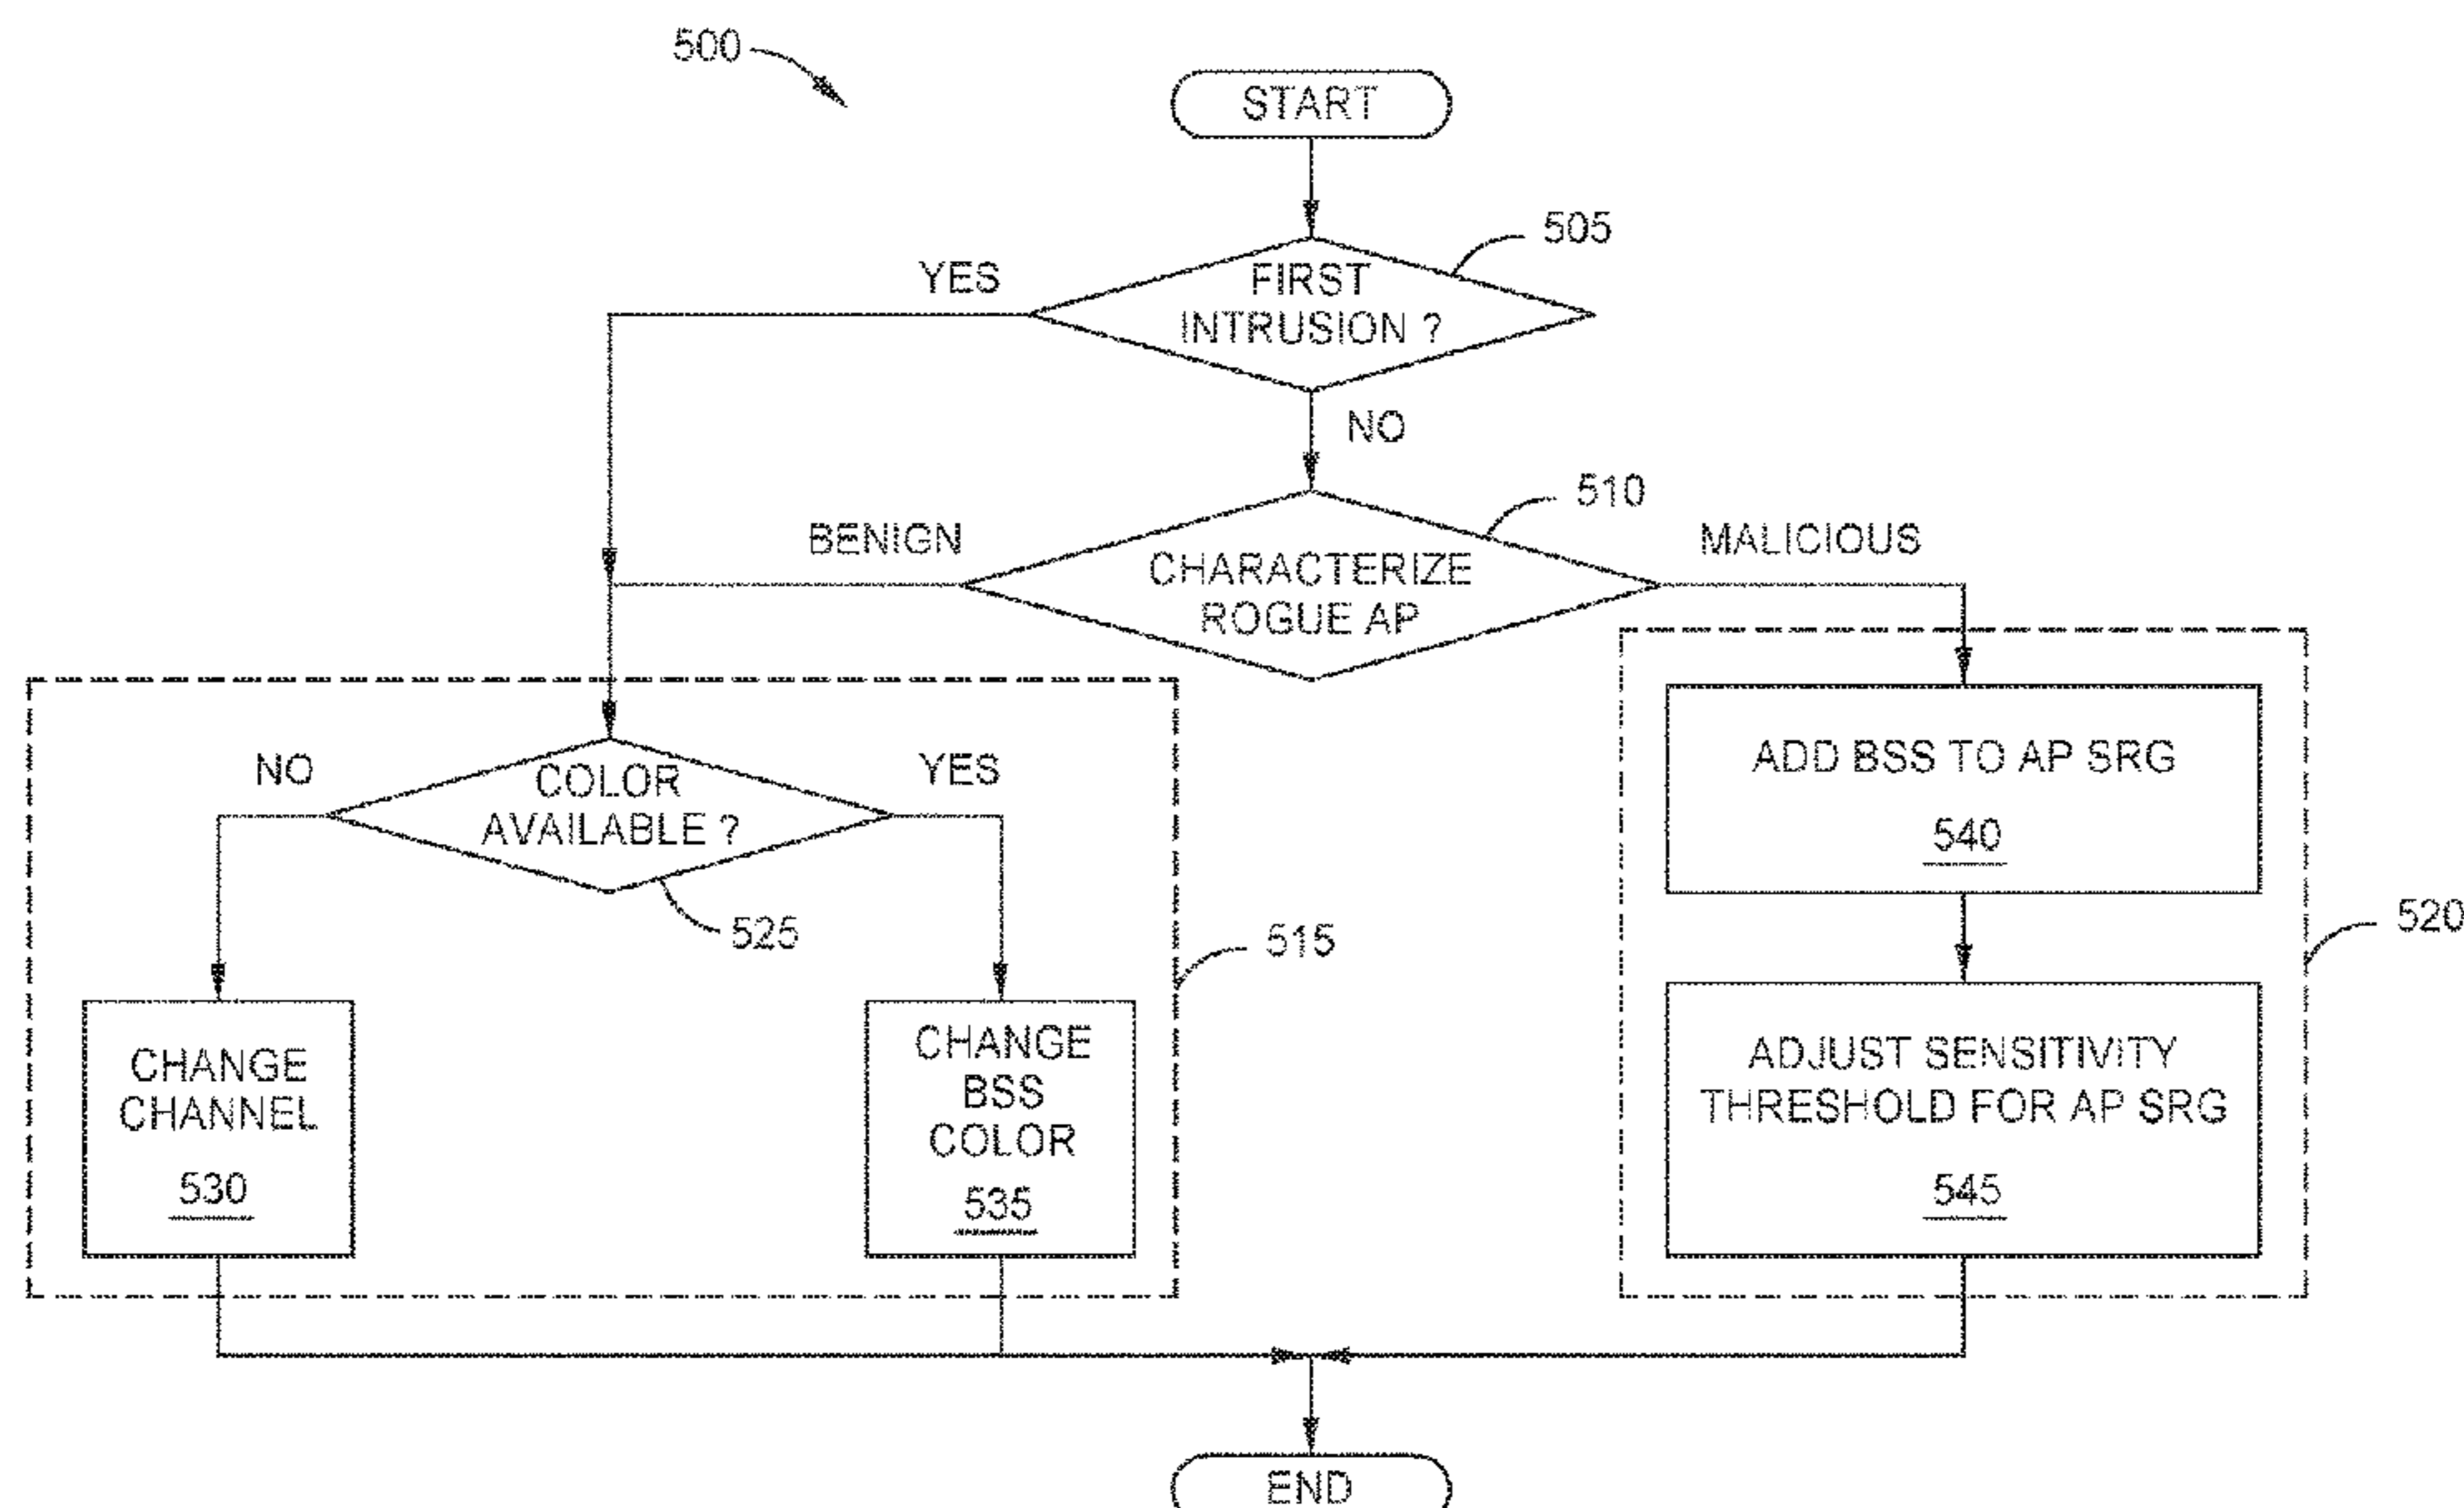 500
START
505
YES
FIRST
INTRUSION ?
NO
510
BENIGN
MALICIOUS
CHARACTERIZE
ROGUE AP
NO
COLOR
AVAILABLE ?
YES
525
515
CHANGE
CHANNEL
530
CHANGE
BSS
COLOR
535
ADD BSS TO AP SRG
540
520
ADJUST SENSITIVITY
THRESHOLD FOR AP SRG
545
END